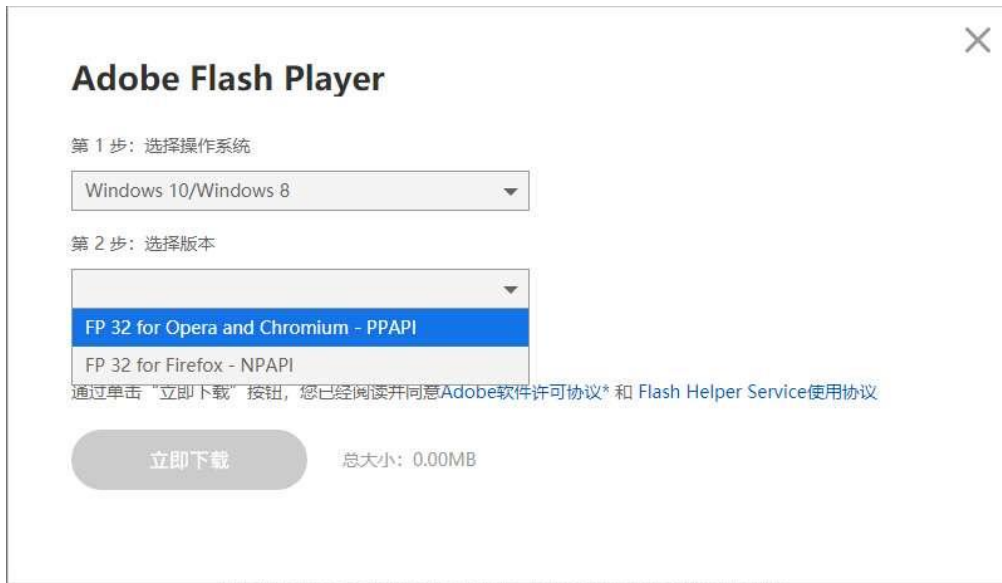 Adobe Flash Player
第 1 步：选择操作系统
Windows 10/Windows 8
第 2 步：选择版本
FP 32 for Opera and Chromium - PPAPI
FP 32 for Firefox - NPAPI
通过单击“立即下载”按钮，您已经阅读并同意Adobe软件许可协议* 和 Flash Helper Service使用协议
立即下载
总大小：0.00MB